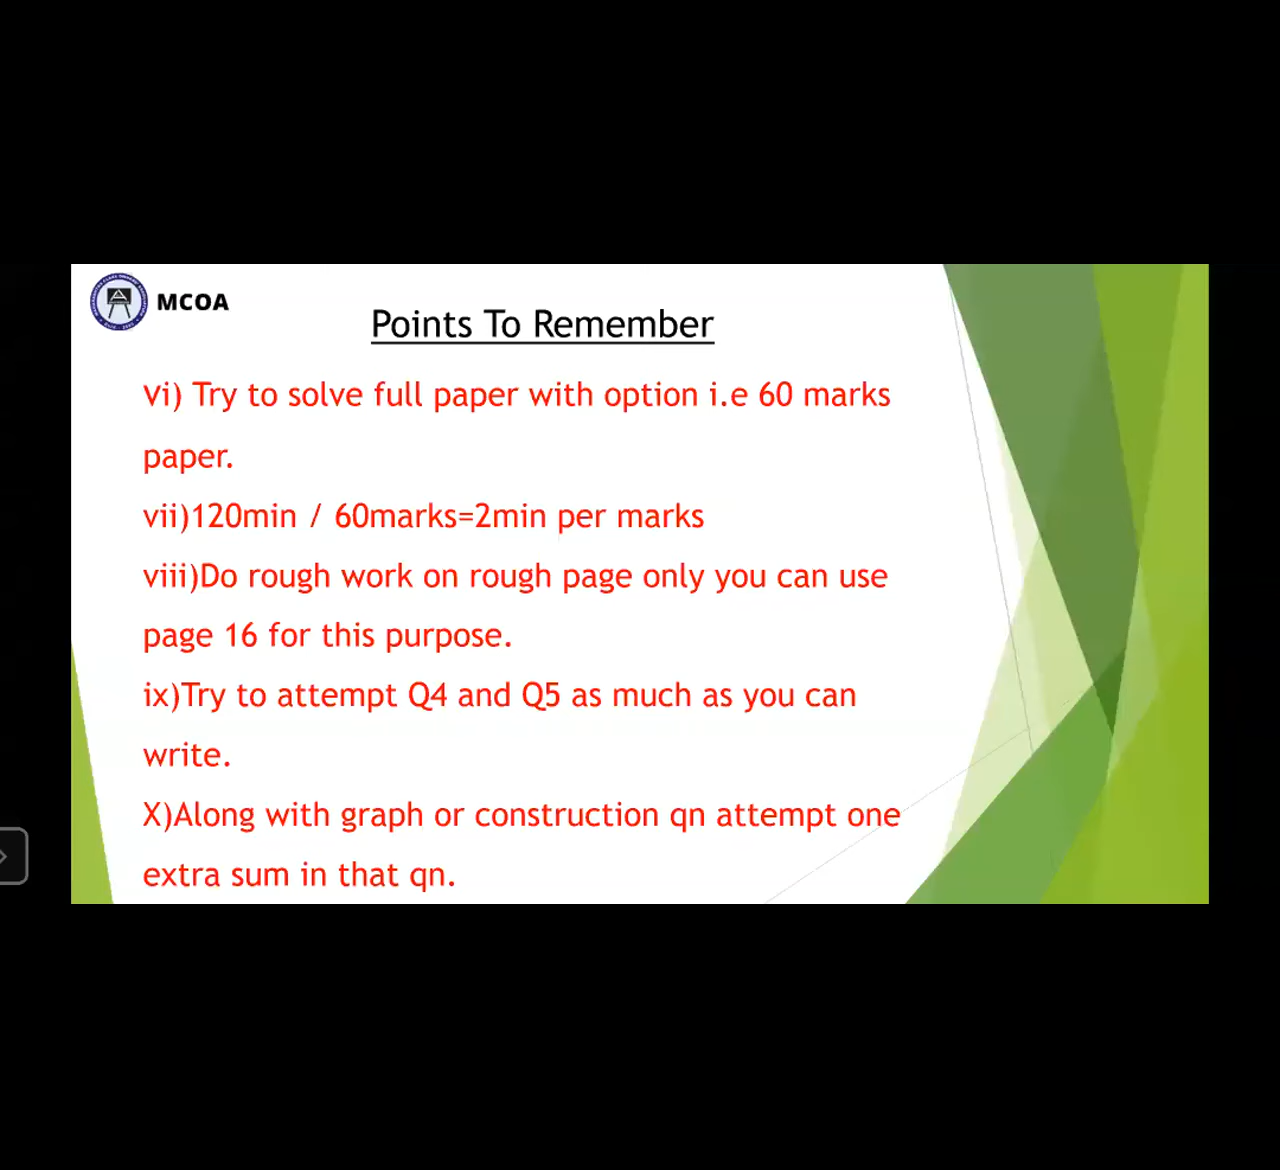 MCOA
Points To Remember
vi) Try to solve full paper with option i.e 60 marks
paper.
vii)120min / 60marks=2min per marks
viii)Do rough work on rough page only you can use
page 16 for this purpose.
ix)Try to attempt Q4 and Q5 as much as you can
write.
X)Along with graph or construction qn attempt one
extra sum in that qn.